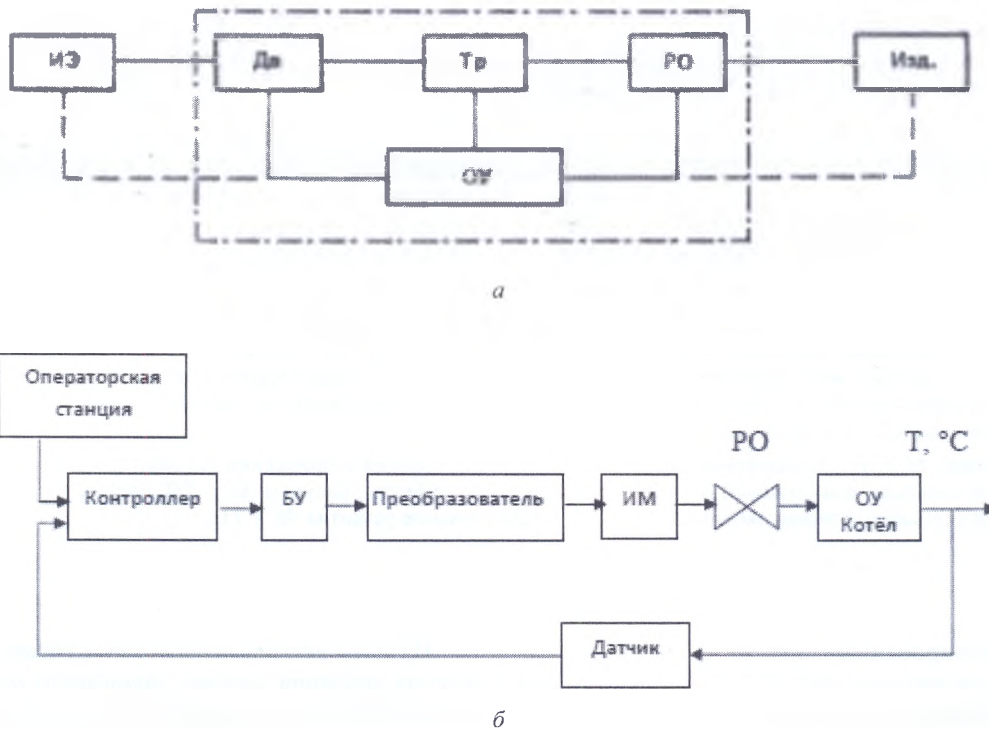 ИЭ
Дв
Тр
РО
Изд.
ОУ
а
Операторская
станция
РО
Т, °С
Контроллер
БУ
Преобразователь
ИМ
ОУ
Котёл
Датчик
б